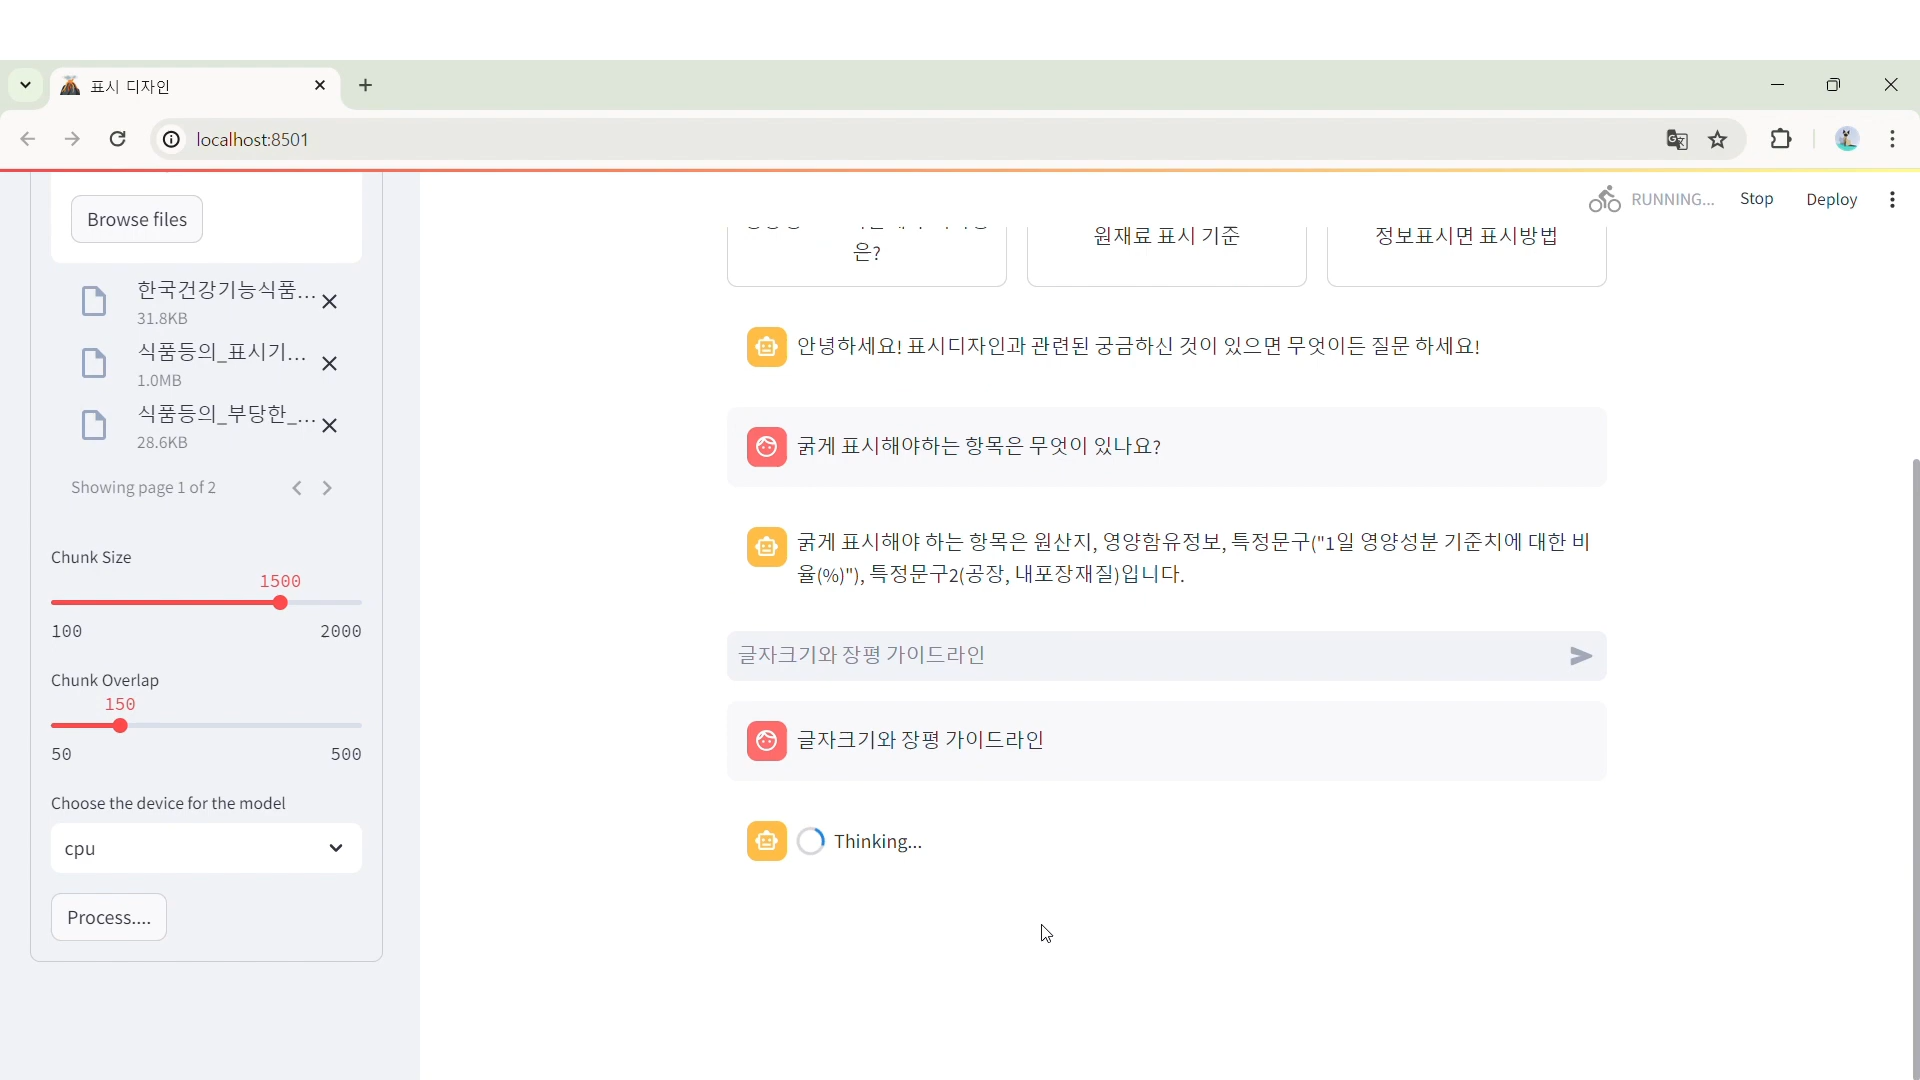 표시 디자인
localhost:8501
RUNNING...
Stop
Deploy
Browse files
한국건강기능식품...
31.8KB
식품등의_표시기...
1.0MB
식품등의_부당한_...
28.6KB
Showing page 1 of 2
Chunk Size
1500
100
2000
Chunk Overlap
150
50
500
Choose the device for the model
cpu
Process....
은?
원재료 표시 기준
정보표시면 표시방법
안녕하세요! 표시디자인과 관련된 궁금하신 것이 있으면 무엇이든 질문 하세요!
굵게 표시해야하는 항목은 무엇이 있나요?
굵게 표시해야 하는 항목은 원산지, 영양함유정보, 특정문구("1일 영양성분 기준치에 대한 비
율(%)"), 특정문구2(공장, 내포장재질)입니다.
글자크기와 장평 가이드라인
글자크기와 장평 가이드라인
Thinking...